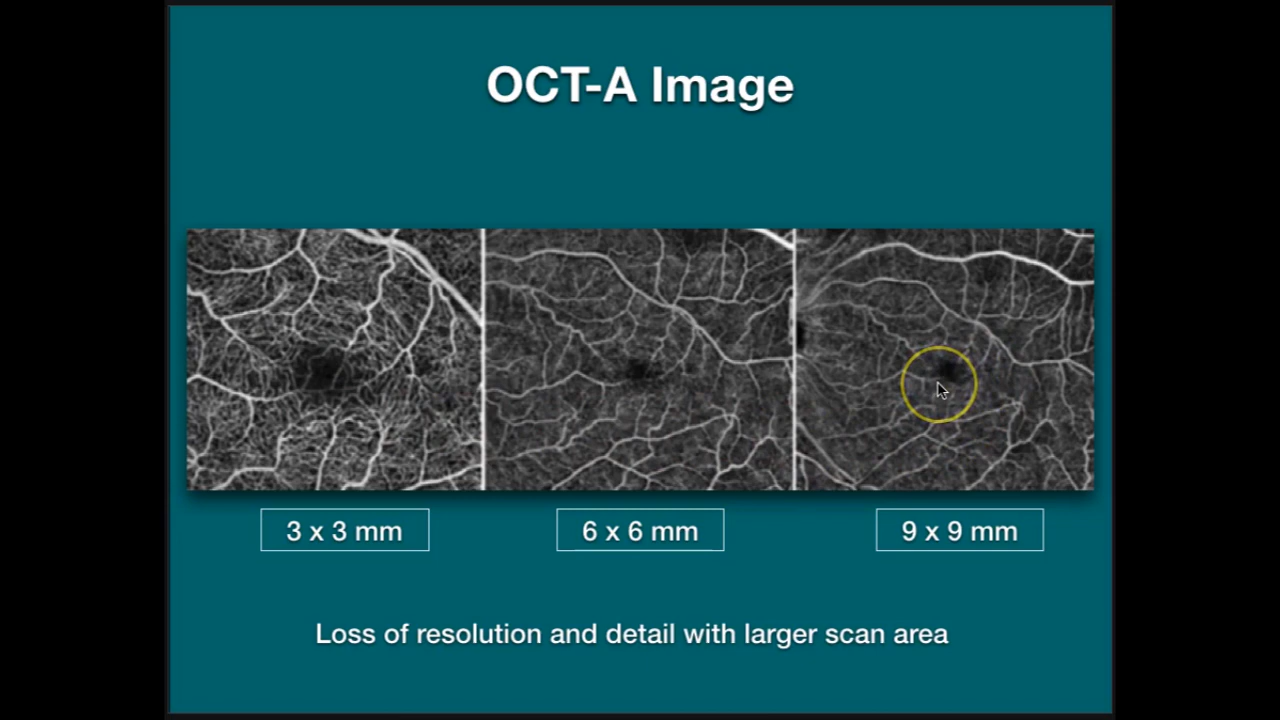 OCT-A Image
3 x 3 mm
6 x 6 mm
9 x 9 mm
Loss of resolution and detail with larger scan area